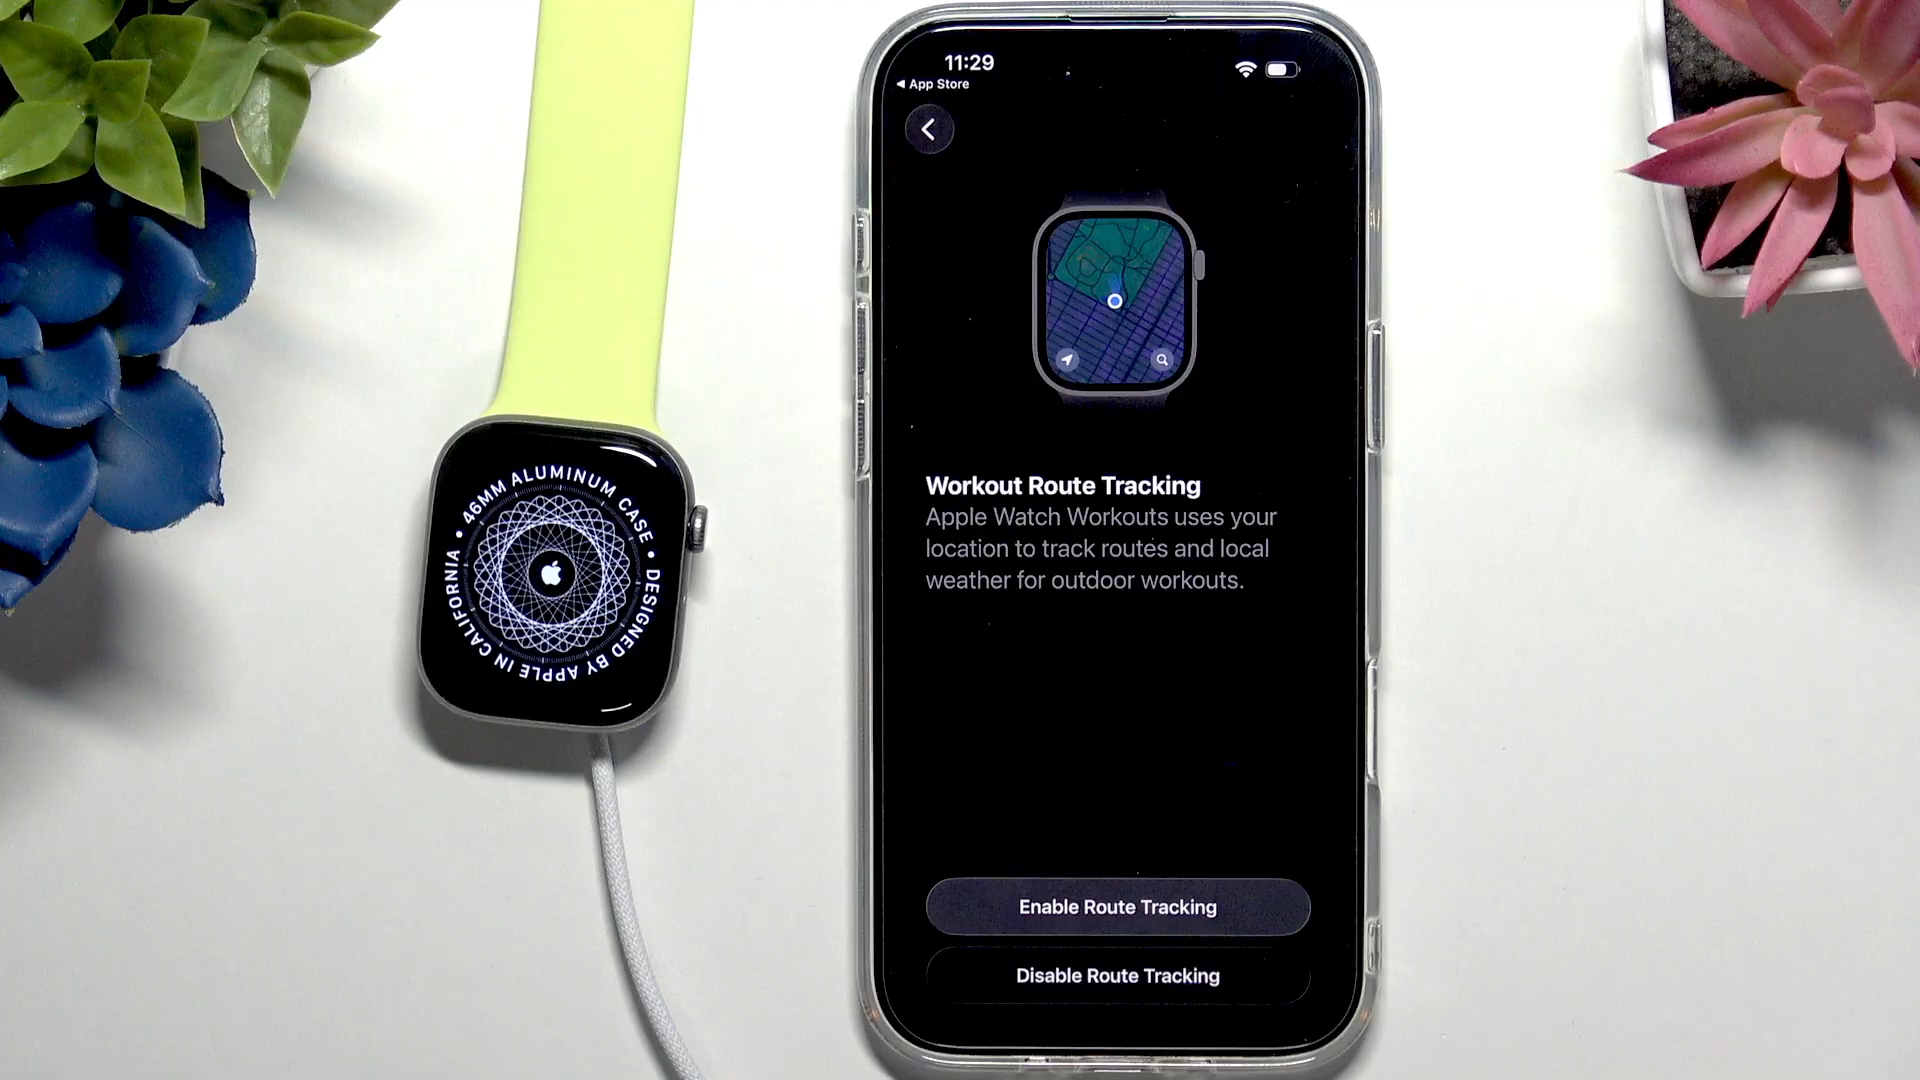 46MM ALUMINUM CASE • DESIGNED BY APPLE IN CALIFORNIA •
11:29
App Store
Workout Route Tracking
Apple Watch Workouts uses your
location to track routes and local
weather for outdoor workouts.
Enable Route Tracking
Disable Route Tracking